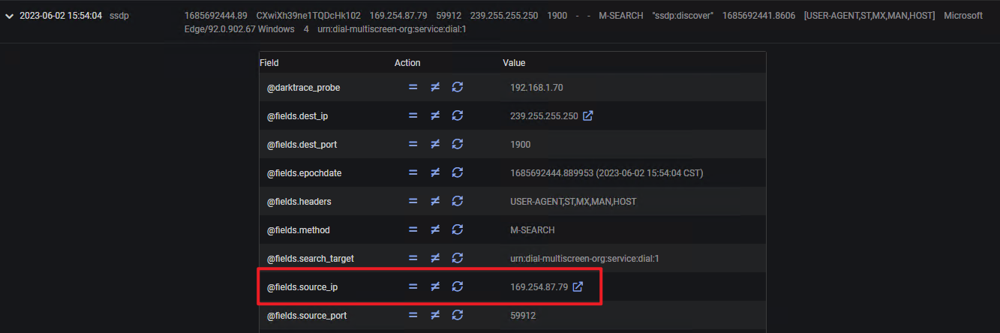 2023-06-02 15:54:04 ssdp 1685692444.89 CXwiXh39ne1TQDcHk102 169.254.87.79 59912 239.255.255.250 1900 - - M-SEARCH "ssdp:discover" 1685692441.8606 [USER-AGENT,ST,MX,MAN,HOST] Microsoft
Edge/92.0.902.67 Windows 4 urn:dial-multiscreen-org:service:dial:1
Field Action Value
@darktrace_probe = ≠ 192.168.1.70
@fields.dest_ip = ≠ 239.255.255.250
@fields.dest_port = ≠ 1900
@fields.epochdate = ≠ 1685692444.889953 (2023-06-02 15:54:04 CST)
@fields.headers = ≠ USER-AGENT,ST,MX,MAN,HOST
@fields.method = ≠ M-SEARCH
@fields.search_target = ≠ urn:dial-multiscreen-org:service:dial:1
@fields.source_ip = ≠ 169.254.87.79
@fields.source_port = ≠ 59912